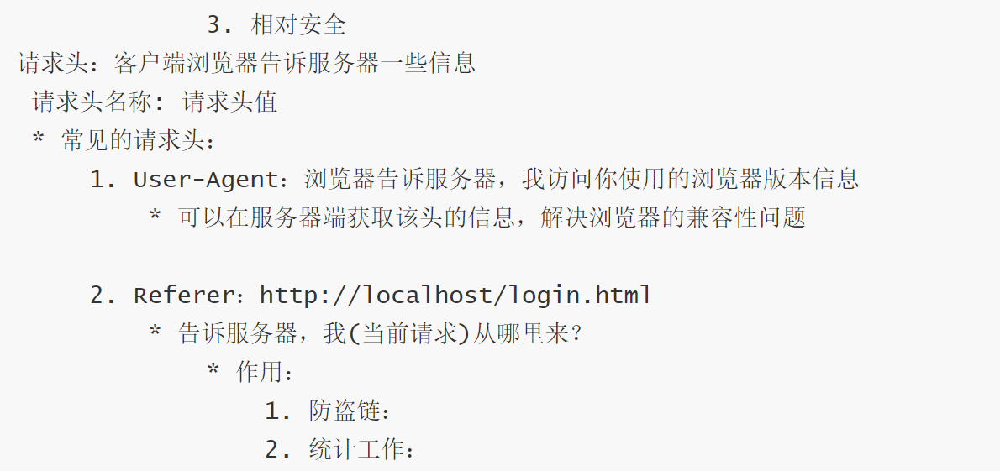 3. 相对安全
请求头：客户端浏览器告诉服务器一些信息
请求头名称: 请求头值
* 常见的请求头：
1. User-Agent：浏览器告诉服务器，我访问你使用的浏览器版本信息
* 可以在服务器端获取该头的信息，解决浏览器的兼容性问题
2. Referer：http://localhost/login.html
* 告诉服务器，我(当前请求)从哪里来？
* 作用：
1. 防盗链：
2. 统计工作：